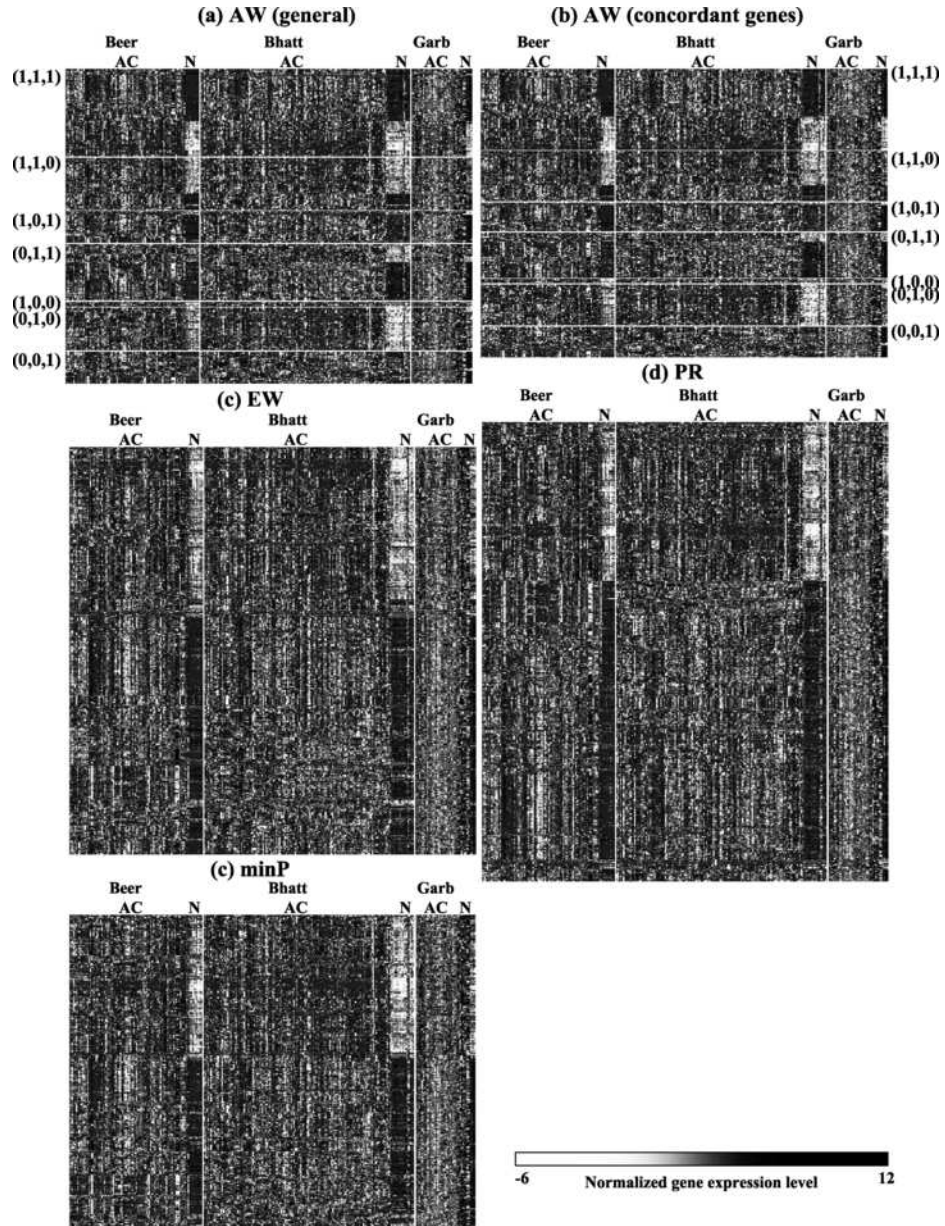 (a) AW (general)
Beer Bhatt Garb
AC N AC N AC N
(1,1,1)
(1,1,0)
(1,0,1)
(0,1,1)
(1,0,0)
(0,1,0)
(0,0,1)
(b) AW (concordant genes)
Beer Bhatt Garb
AC N AC N AC N
(1,1,1)
(1,1,0)
(1,0,1)
(0,1,1)
(1,0,0)
(0,1,0)
(0,0,1)
(c) EW
Beer Bhatt Garb
AC N AC N AC N
(d) PR
Beer Bhatt Garb
AC N AC N AC N
(c) minP
Beer Bhatt Garb
AC N AC N AC N
-6 Normalized gene expression level 12